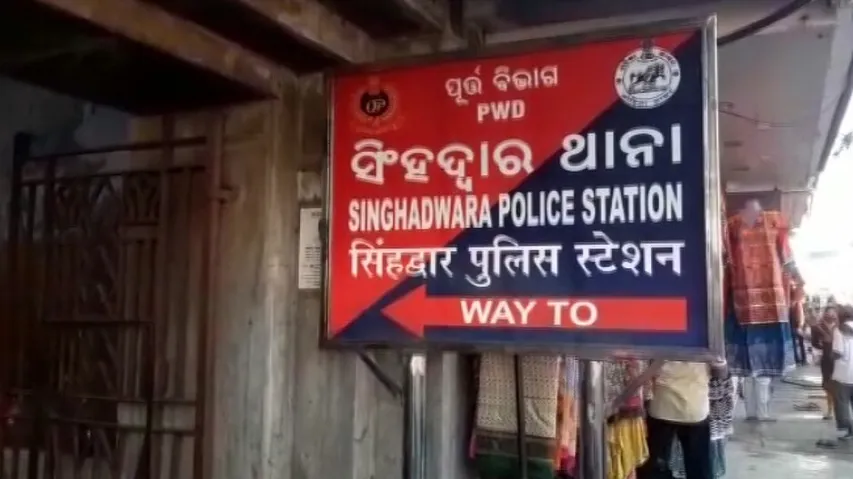 ପୂର୍ତ୍ତ ବିଭାଗ
PWD
ସିଂହଦ୍ୱାର ଥାନା
SINGHADWARA POLICE STATION
सिंहद्वार पुलिस स्टेशन
WAY TO